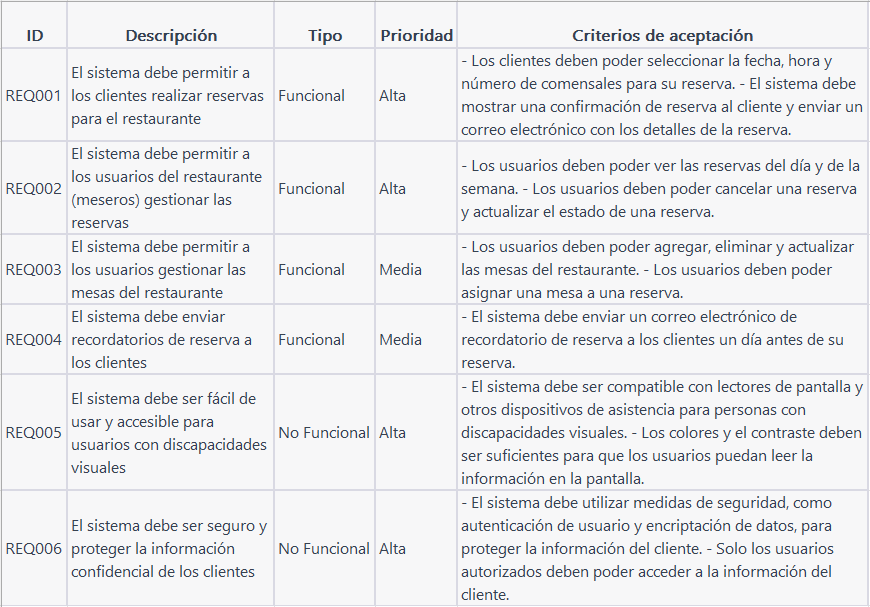 ID Descripción Tipo Prioridad Criterios de aceptación
REQ001 El sistema debe permitir a los clientes realizar reservas para el restaurante Funcional Alta - Los clientes deben poder seleccionar la fecha, hora y número de comensales para su reserva. - El sistema debe mostrar una confirmación de reserva al cliente y enviar un correo electrónico con los detalles de la reserva.
REQ002 El sistema debe permitir a los usuarios del restaurante (meseros) gestionar las reservas Funcional Alta - Los usuarios deben poder ver las reservas del día y de la semana. - Los usuarios deben poder cancelar una reserva y actualizar el estado de una reserva.
REQ003 El sistema debe permitir a los usuarios gestionar las mesas del restaurante Funcional Media - Los usuarios deben poder agregar, eliminar y actualizar las mesas del restaurante. - Los usuarios deben poder asignar una mesa a una reserva.
REQ004 El sistema debe enviar recordatorios de reserva a los clientes Funcional Media - El sistema debe enviar un correo electrónico de recordatorio de reserva a los clientes un día antes de su reserva.
REQ005 El sistema debe ser fácil de usar y accesible para usuarios con discapacidades visuales No Funcional Alta - El sistema debe ser compatible con lectores de pantalla y otros dispositivos de asistencia para personas con discapacidades visuales. - Los colores y el contraste deben ser suficientes para que los usuarios puedan leer la información en la pantalla.
REQ006 El sistema debe ser seguro y proteger la información confidencial de los clientes No Funcional Alta - El sistema debe utilizar medidas de seguridad, como autenticación de usuario y encriptación de datos, para proteger la información del cliente. - Solo los usuarios autorizados deben poder acceder a la información del cliente.